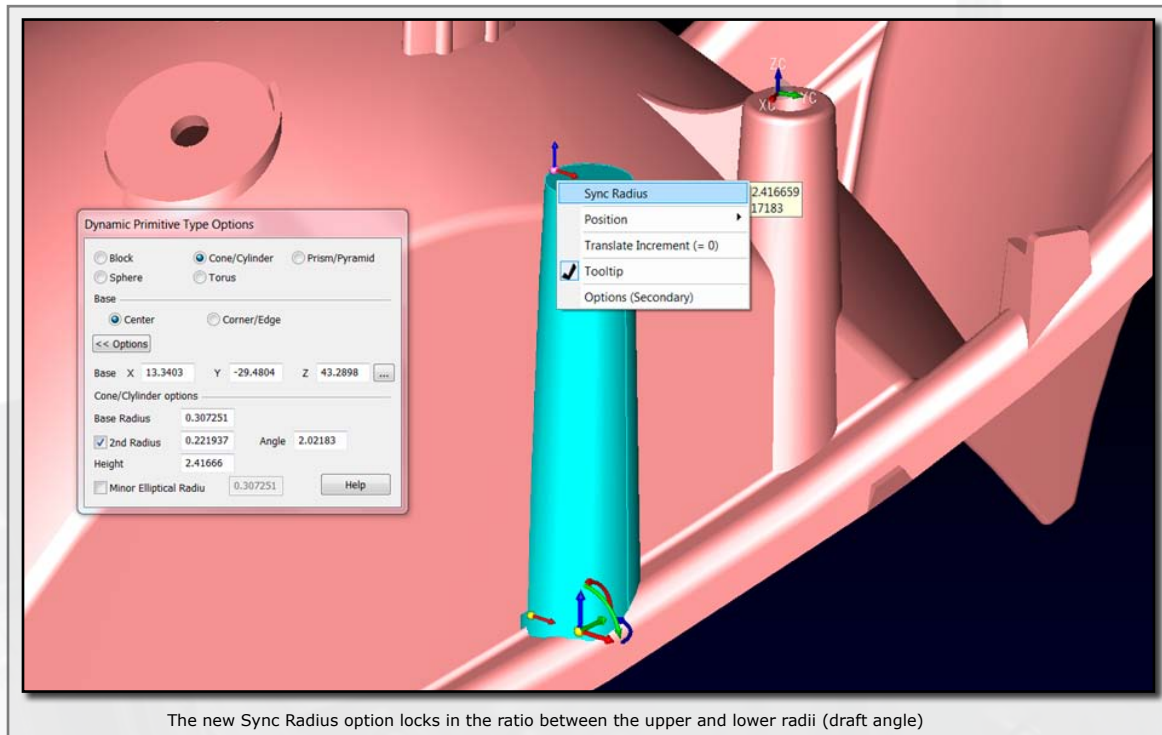 ZC
XC YC
Sync Radius
2.416659
17183
Position
Translate Increment (= 0)
Tooltip
Options (Secondary)
Dynamic Primitive Type Options
Block Cone/Cylinder Prism/Pyramid
Sphere Torus
Base
Center Corner/Edge
<< Options
Base X 13.3403 Y -29.4804 Z 43.2898 ...
Cone/Clylinder options
Base Radius 0.307251
2nd Radius 0.221937 Angle 2.02183
Height 2.41666
Minor Elliptical Radiu 0.307251 Help
The new Sync Radius option locks in the ratio between the upper and lower radii (draft angle)